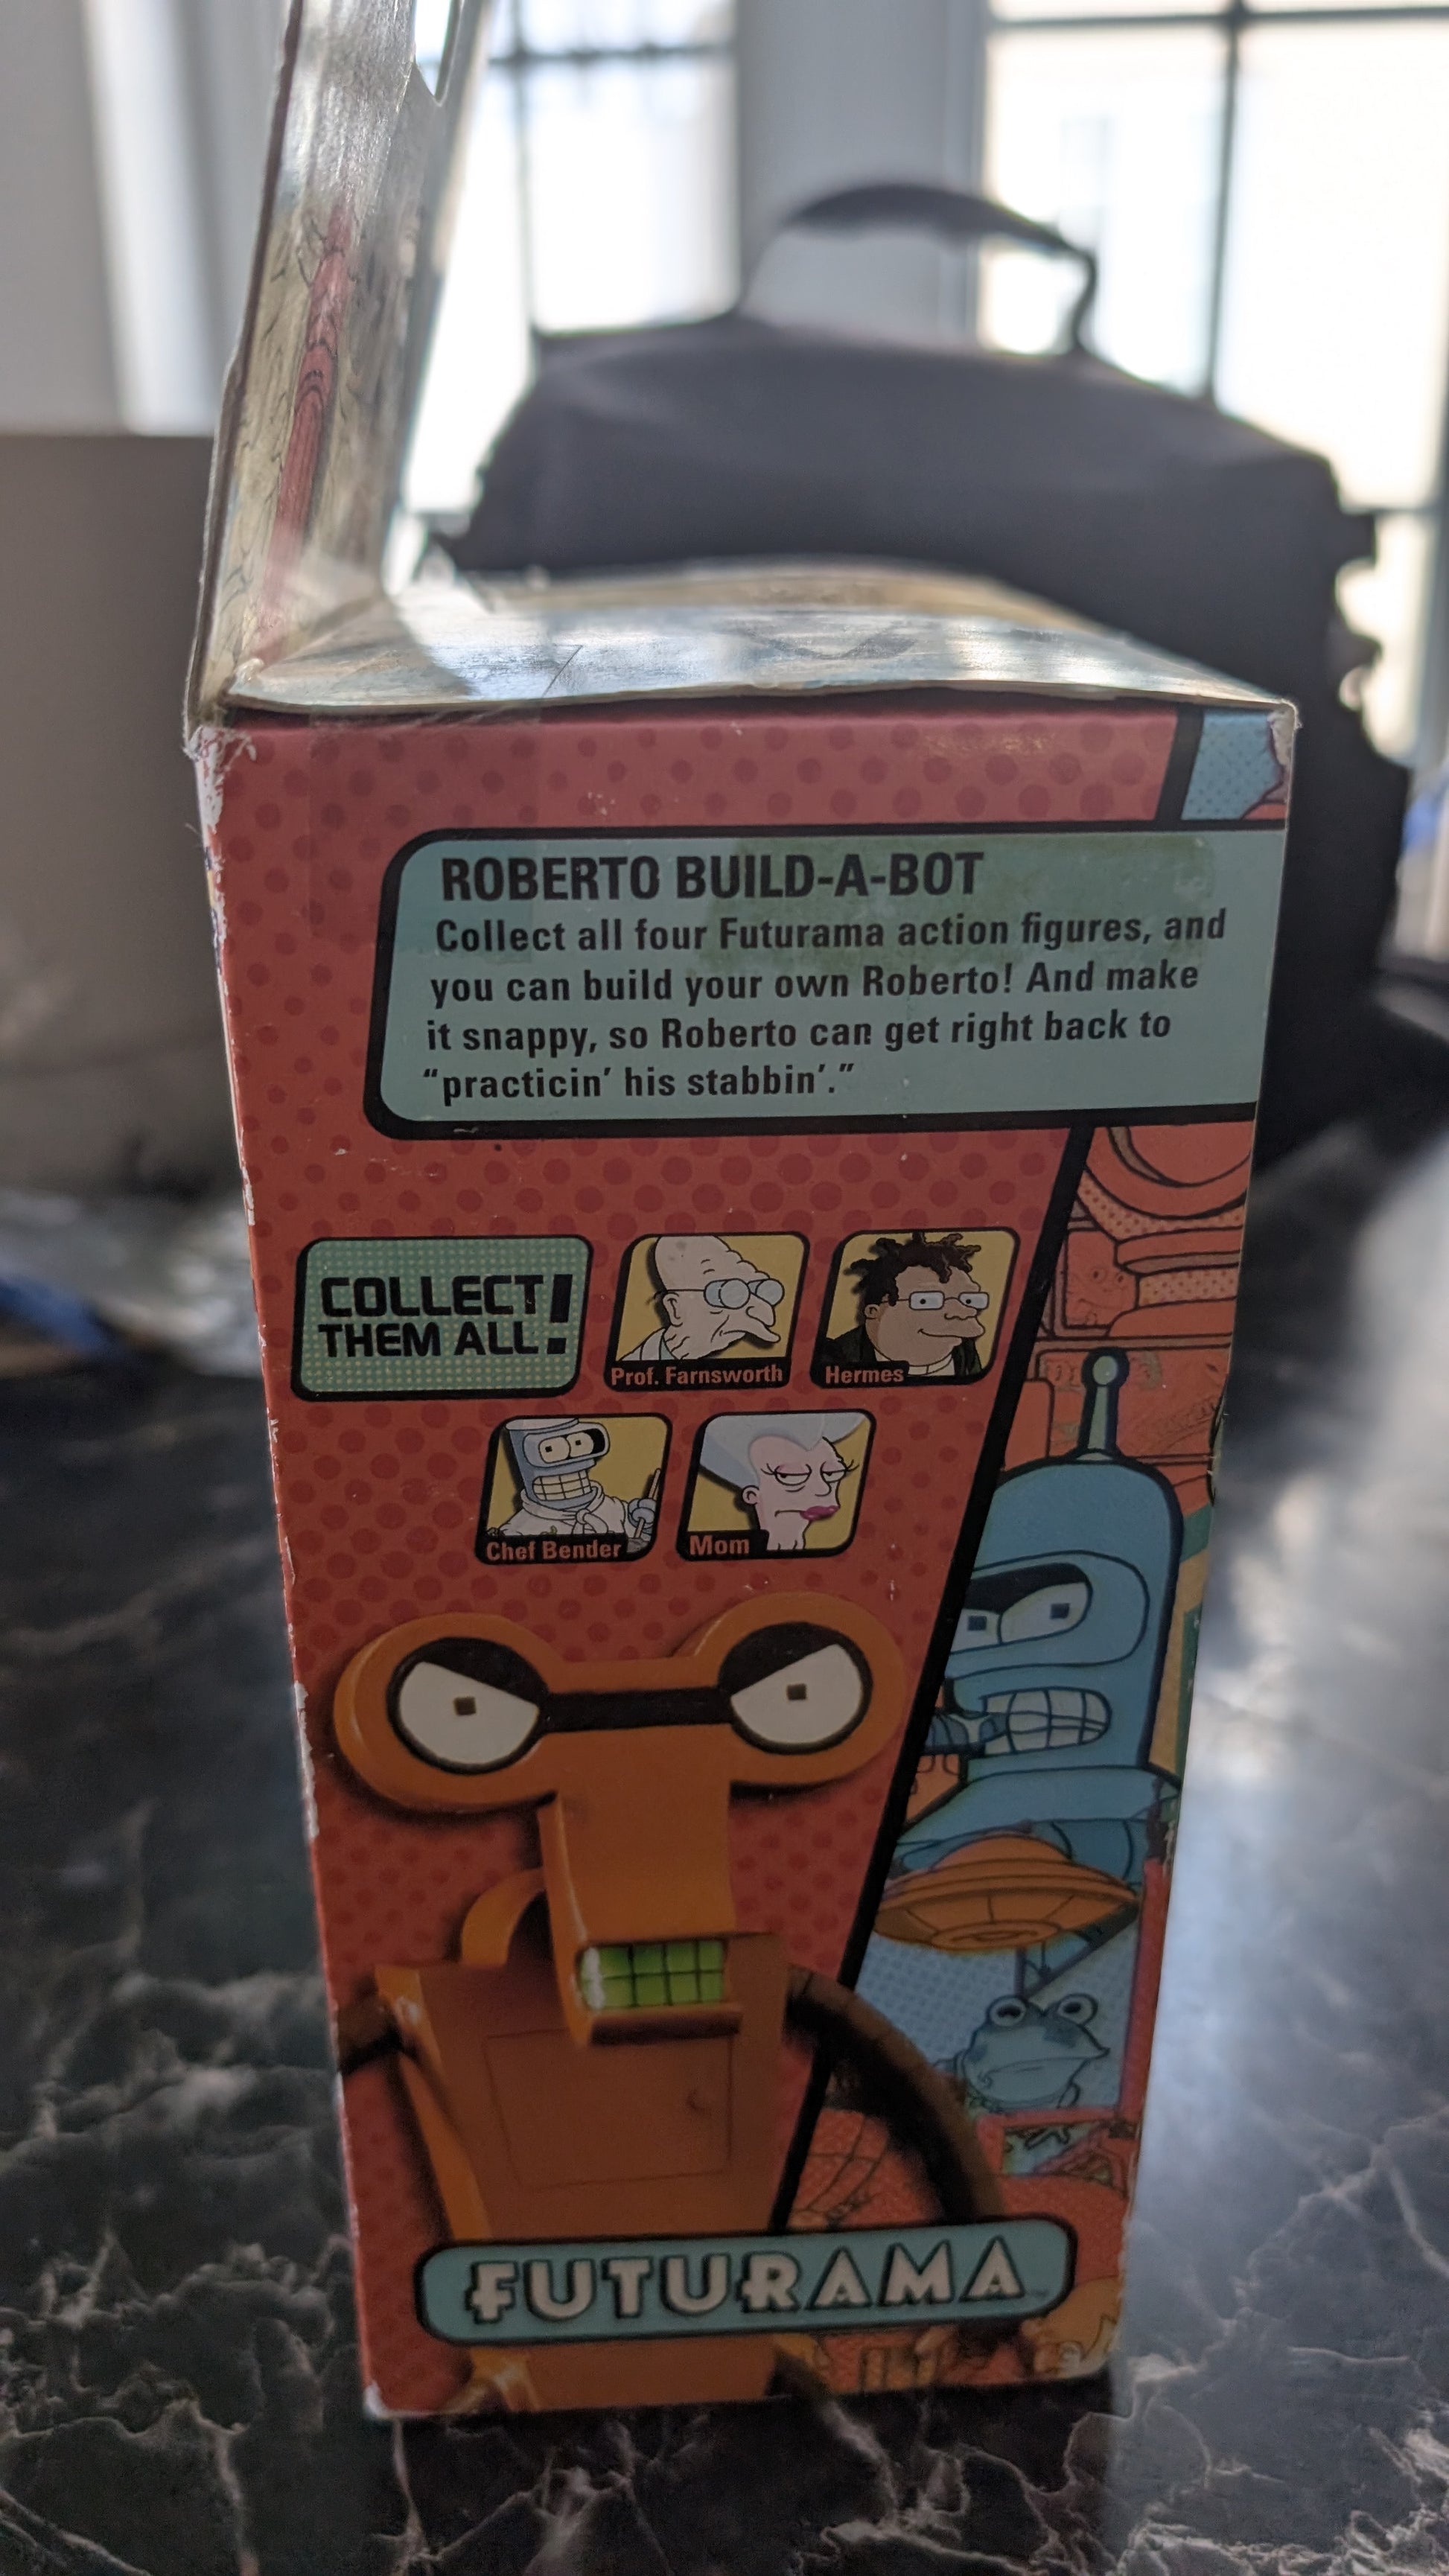 ROBERTO BUILD-A-BOT
Collect all four Futurama action figures, and
you can build your own Roberto! And make
it snappy, so Roberto can get right back to
“practicin’ his stabbin’.”
COLLECT
THEM ALL!
Prof. Farnsworth
Hermes
Chef Bender
Mom
FUTURAMA